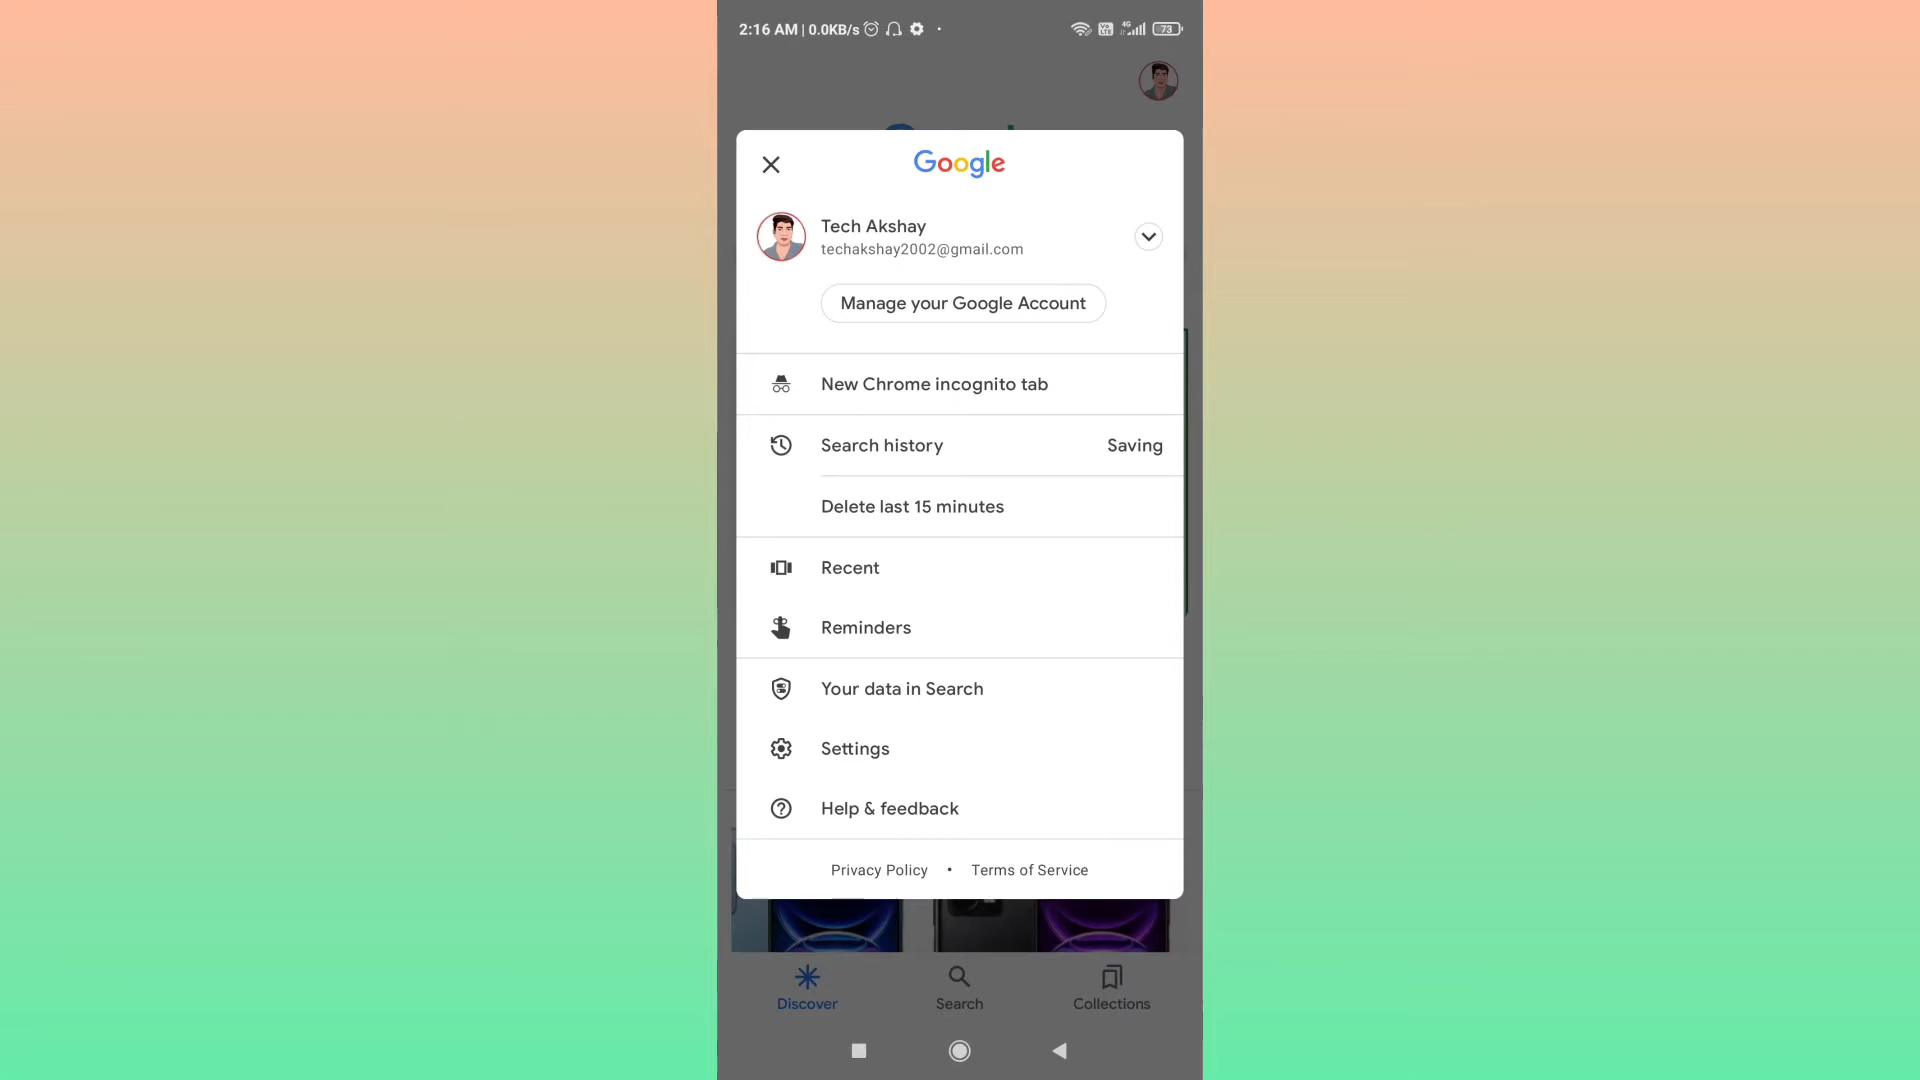 2:16 AM | 0.0KB/s 4G 73
Google
Tech Akshay
techakshay2002@gmail.com
Manage your Google Account
New Chrome incognito tab
Search history Saving
Delete last 15 minutes
Recent
Reminders
Your data in Search
Settings
Help & feedback
Privacy Policy • Terms of Service
Discover Search Collections